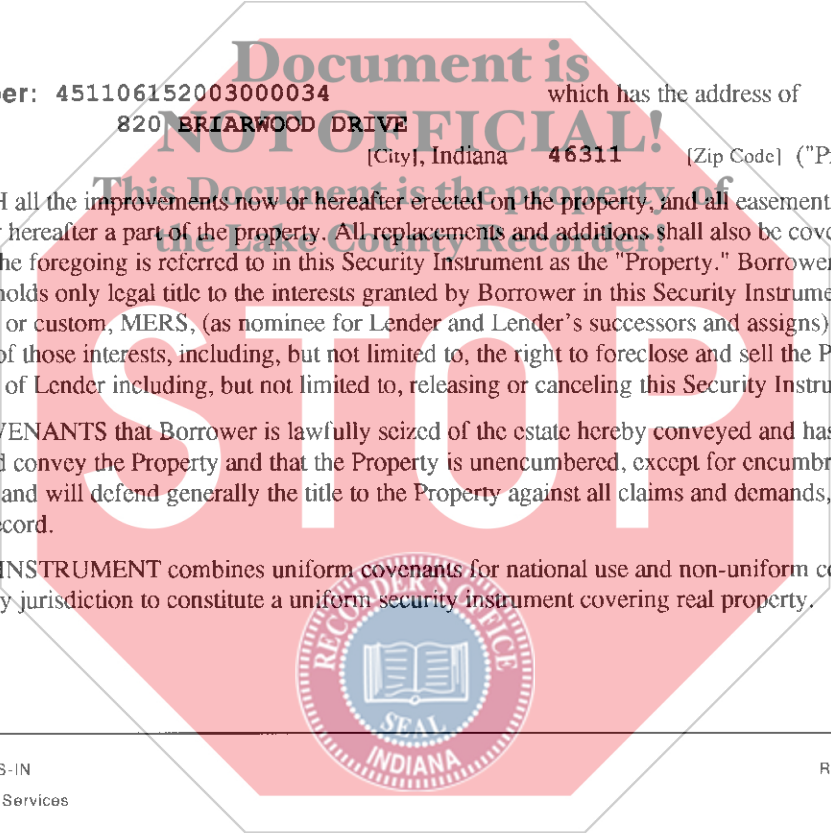 Document is
er: 451106152003000034 which has the address of
820 BRIARWOOD DRIVE
NOT OFFICIAL!
[City], Indiana 46311 [Zip Code] ("P
This Document is the property of
H all the improvements now or hereafter erected on the property, and all easement
hereafter a part of the property. All replacements and additions shall also be cove
the Lake County Recorder!
he foregoing is referred to in this Security Instrument as the "Property." Borrower
holds only legal title to the interests granted by Borrower in this Security Instrume
or custom, MERS, (as nominee for Lender and Lender's successors and assigns)
of those interests, including, but not limited to, the right to foreclose and sell the P
of Lender including, but not limited to, releasing or canceling this Security Instru
STOP
VENANTS that Borrower is lawfully seized of the estate hereby conveyed and has
d convey the Property and that the Property is unencumbered, except for encumbr
and will defend generally the title to the Property against all claims and demands,
ecord.
INSTRUMENT combines uniform covenants for national use and non-uniform co
y jurisdiction to constitute a uniform security instrument covering real property.
RECORDER'S OFFICE
SEAL
INDIANA
S-IN
R
Services